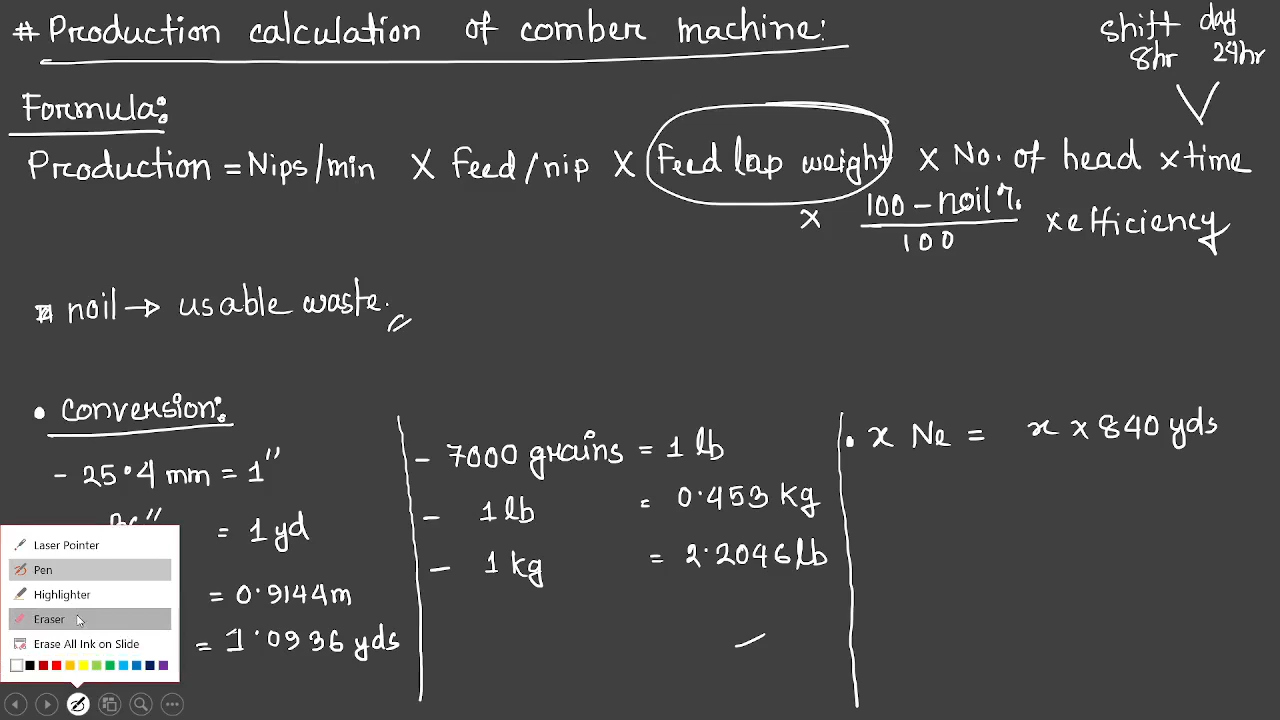 # Production calculation of comber machine:
shift day
8hr 24hr
Formula:
Production = Nips/min X Feed/nip X Feed lap weight x No. of head x time
x 100 - noil % / 100 x efficiency
noil → usable waste.
• Conversion:
- 25.4 mm = 1"
= 1 yd
= 0.9144m
= 1.0936 yds
- 7000 grains = 1 lb
- 1 lb = 0.453 kg
- 1 kg = 2.2046 lb
• x Ne = x x 840 yds
Laser Pointer
Pen
Highlighter
Eraser
Erase All Ink on Slide